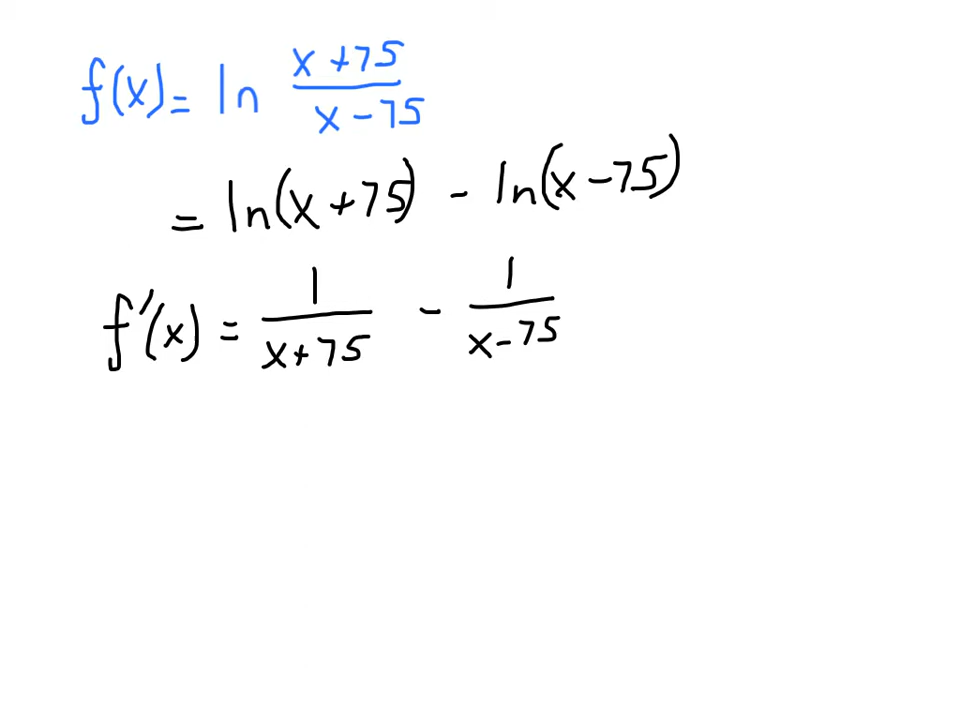 f(x) = ln (x+75)/(x-75)
= ln(x+75) - ln(x-75)
f'(x) = 1/(x+75) - 1/(x-75)